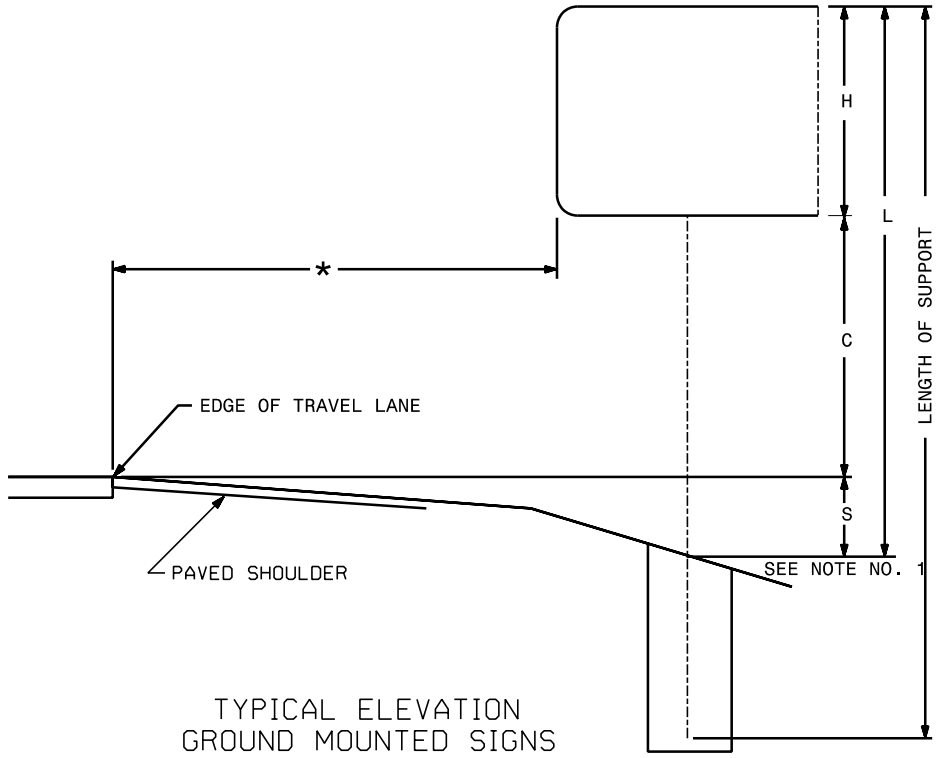 H
L
*
LENGTH OF SUPPORT
C
EDGE OF TRAVEL LANE
S
PAVED SHOULDER
SEE NOTE NO. 1
TYPICAL ELEVATION
GROUND MOUNTED SIGNS